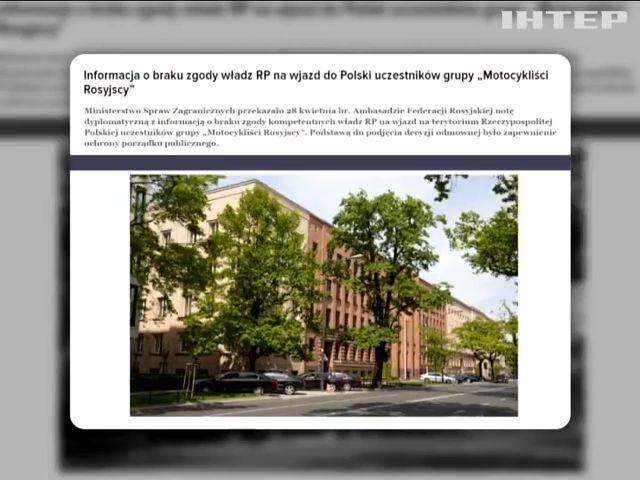 ІНТЕР
Informacja o braku zgody władz RP na wjazd do Polski uczestników grupy „Motocykliści
Rosyjscy”
Ministerstwo Spraw Zagranicznych przekazało 28 kwietnia br. Ambasadzie Federacji Rosyjskiej notę
dyplomatyczną z informacją o braku zgody kompetentnych władz RP na wjazd na terytorium Rzeczypospolitej
Polskiej uczestników grupy „Motocykliści Rosyjscy”. Podstawą do podjęcia decyzji odmownej było zapewnienie
ochrony porządku publicznego.